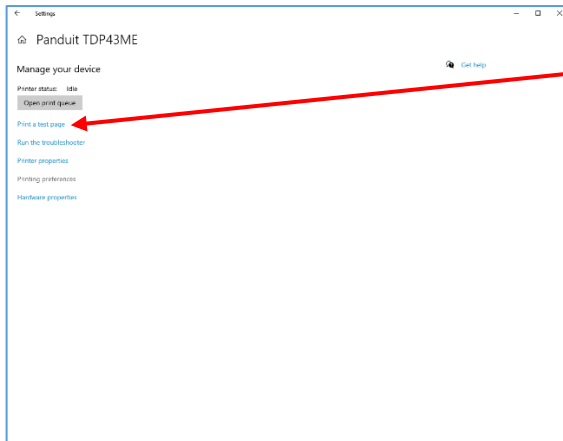 Settings
Panduit TDP43ME
Manage your device
Get help
Printer status: Idle
Open print queue
Print a test page
Run the troubleshooter
Printer properties
Printing preferences
Hardware properties